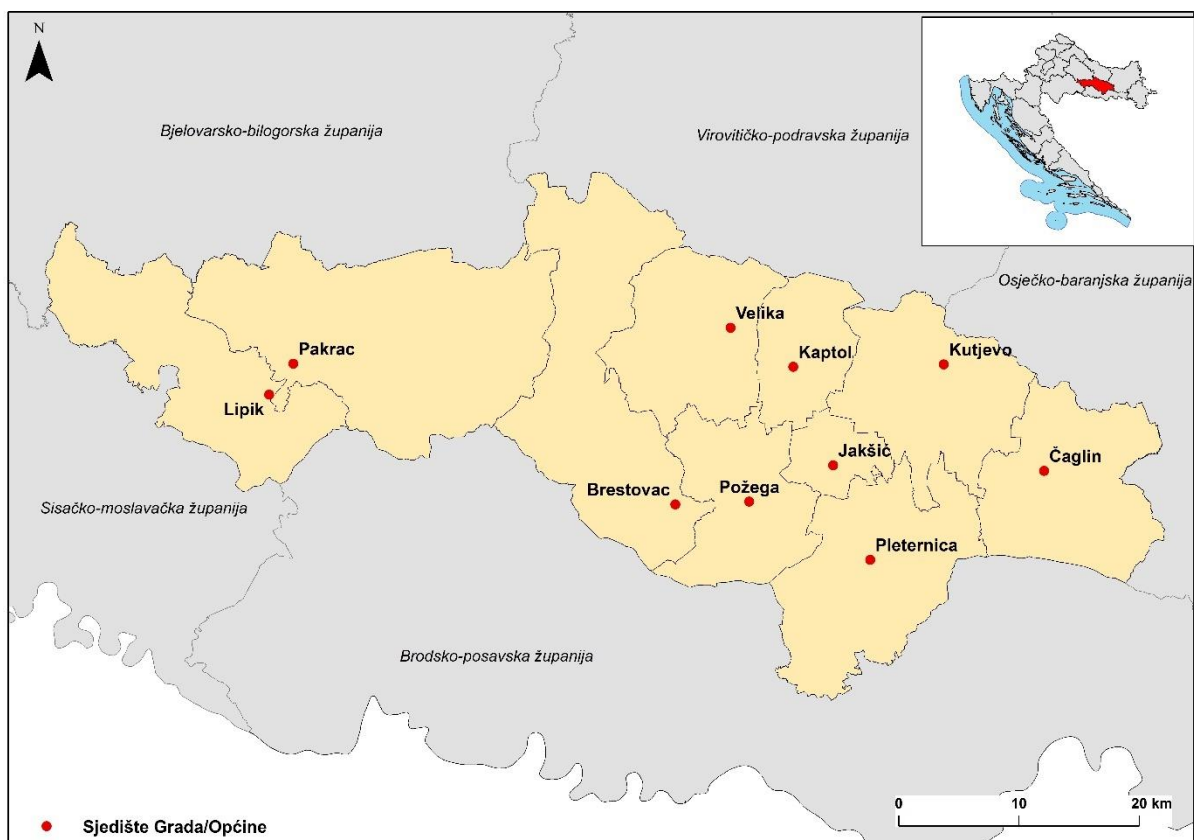 N
Bjelovarsko-bilogorska županija
Virovitičko-podravska županija
Osječko-baranjska županija
Velika
Pakrac
Kaptol
Kutjevo
Lipik
Jakšić
Čaglin
Brestovac
Požega
Sisačko-moslavačka županija
Pleternica
Brodsko-posavska županija
0 10 20 km
Sjedište Grada/Općine